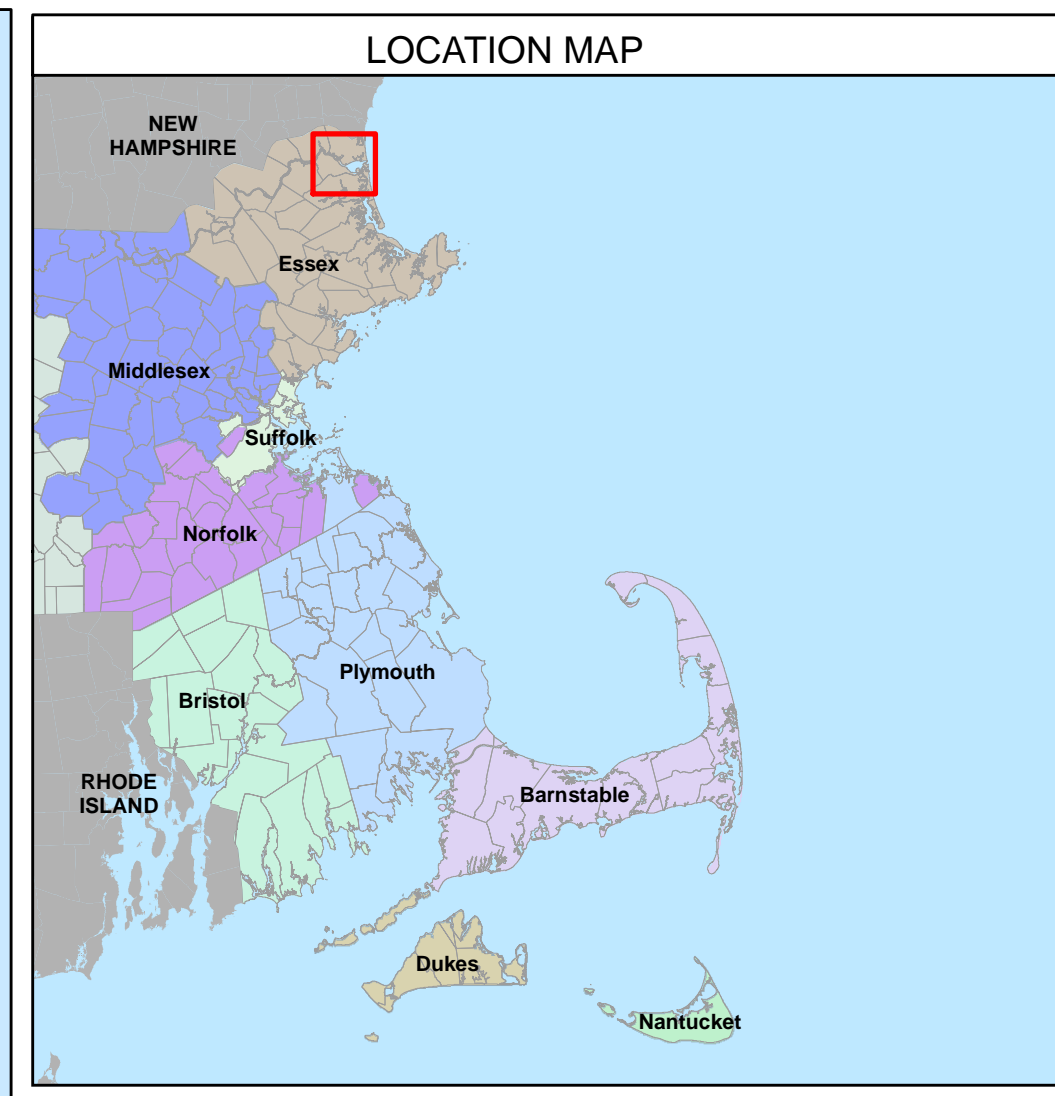 LOCATION MAP
NEW
HAMPSHIRE
Essex
Middlesex
Suffolk
Norfolk
Plymouth
Bristol
RHODE
ISLAND
Barnstable
Dukes
Nantucket